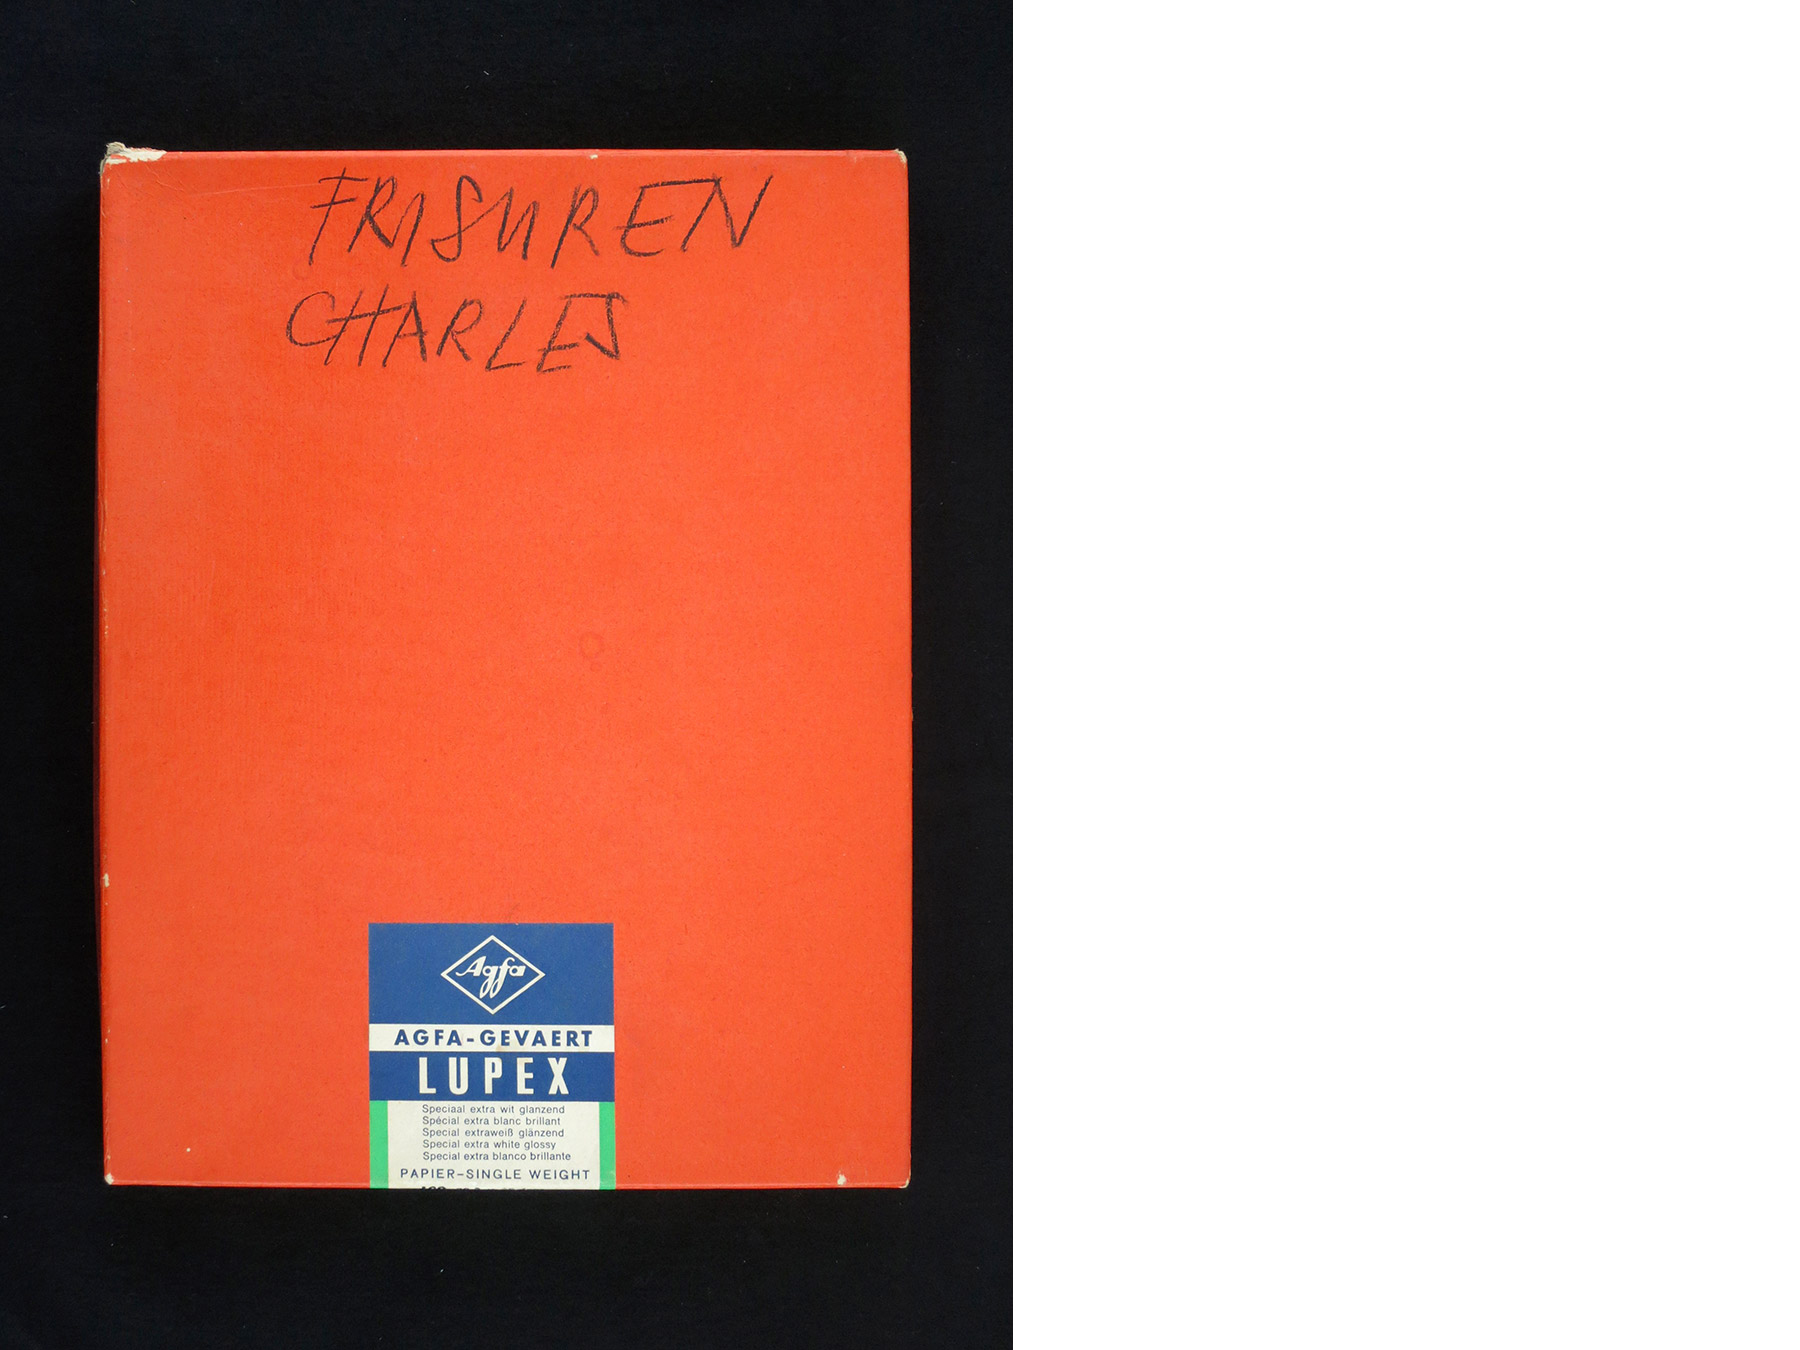 FRISUREN
CHARLES
Agfa
AGFA-GEVAERT
LUPEX
Speciaal extra wit glanzend
Spécial extra blanc brillant
Special extraweiß glänzend
Special extra white glossy
Special extra blanco brillante
PAPIER-SINGLE WEIGHT